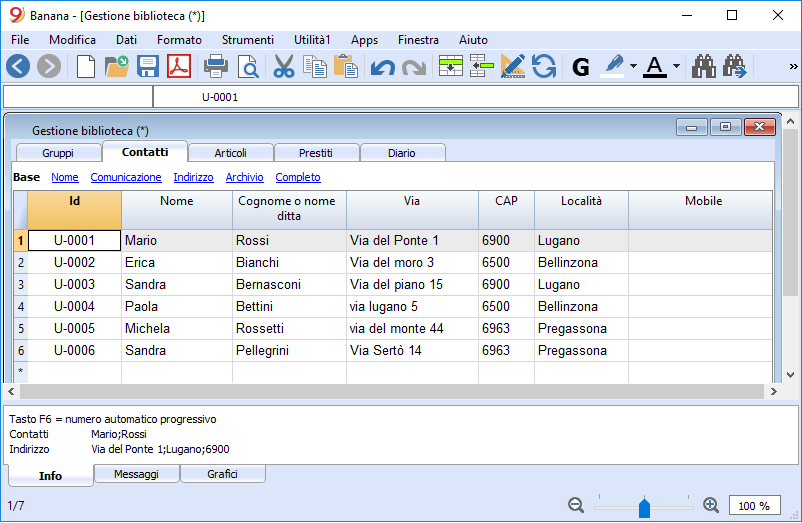 Banana - [Gestione biblioteca (*)]
File Modifica Dati Formato Strumenti Utilità1 Apps Finestra Aiuto
G A »
U-0001
Gestione biblioteca (*)
Gruppi Contatti Articoli Prestiti Diario
Base Nome Comunicazione Indirizzo Archivio Completo
Id Nome Cognome o nome ditta Via CAP Località Mobile
1 U-0001 Mario Rossi Via del Ponte 1 6900 Lugano
2 U-0002 Erica Bianchi Via del moro 3 6500 Bellinzona
3 U-0003 Sandra Bernasconi Via del piano 15 6900 Lugano
4 U-0004 Paola Bettini via lugano 5 6500 Bellinzona
5 U-0005 Michela Rossetti via del monte 44 6963 Pregassona
6 U-0006 Sandra Pellegrini Via Sertò 14 6963 Pregassona
*
Tasto F6 = numero automatico progressivo
Contatti Mario;Rossi
Indirizzo Via del Ponte 1;Lugano;6900
Info Messaggi Grafici
1/7 100 %